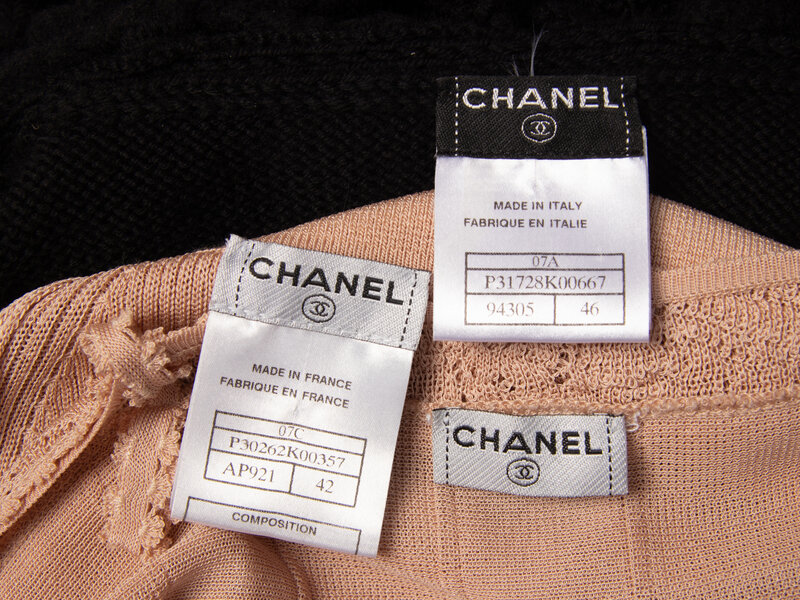 CHANEL
MADE IN ITALY
FABRIQUE EN ITALIE
07A
P31728K00667
94305 46
CHANEL
MADE IN FRANCE
FABRIQUE EN FRANCE
07C
P30262K00357
AP921 42
COMPOSITION
CHANEL